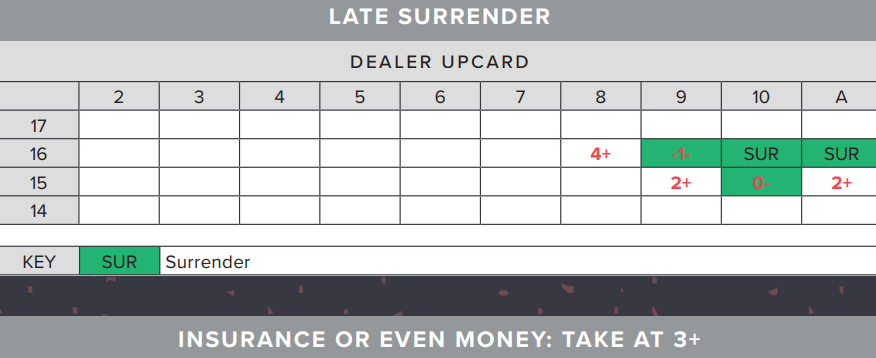 LATE SURRENDER
DEALER UPCARD
2 3 4 5 6 7 8 9 10 A
17
16 4+ -1- SUR SUR
15 2+ 0- 2+
14
KEY SUR Surrender
INSURANCE OR EVEN MONEY: TAKE AT 3+